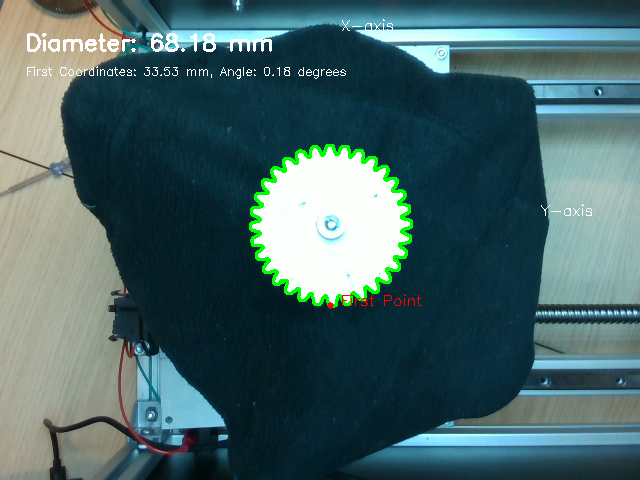 X-axis
Diameter: 68.18 mm
First Coordinates: 33.53 mm, Angle: 0.18 degrees
Y-axis
First Point